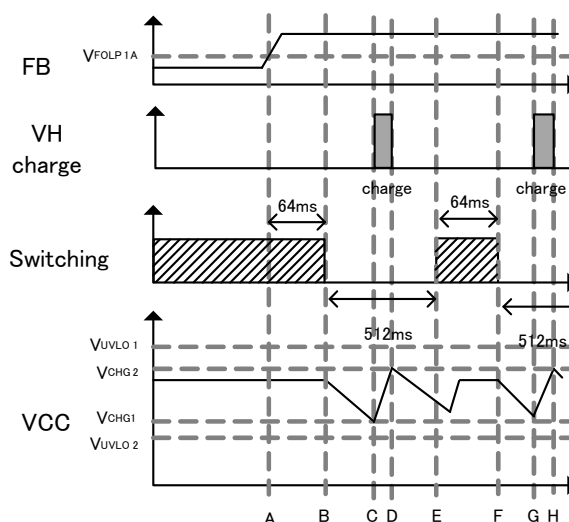 FB
VFOLP1A
VH
charge
charge
charge
64ms
64ms
Switching
512ms
512ms
VUVLO1
VCHG2
VCC
VCHG1
VUVLO2
A B C D E F G H